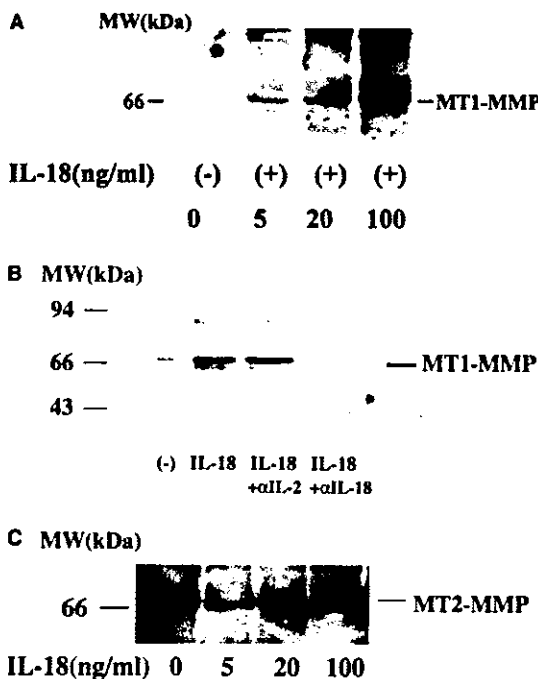 A MW(kDa)
66 — — MT1-MMP
IL-18(ng/ml) (-) (+) (+) (+)
0 5 20 100
B MW(kDa)
94 —
66 — — MT1-MMP
43 —
(-) IL-18 IL-18 IL-18
+αIL-2 +αIL-18
C MW(kDa)
66 — — MT2-MMP
IL-18(ng/ml) 0 5 20 100